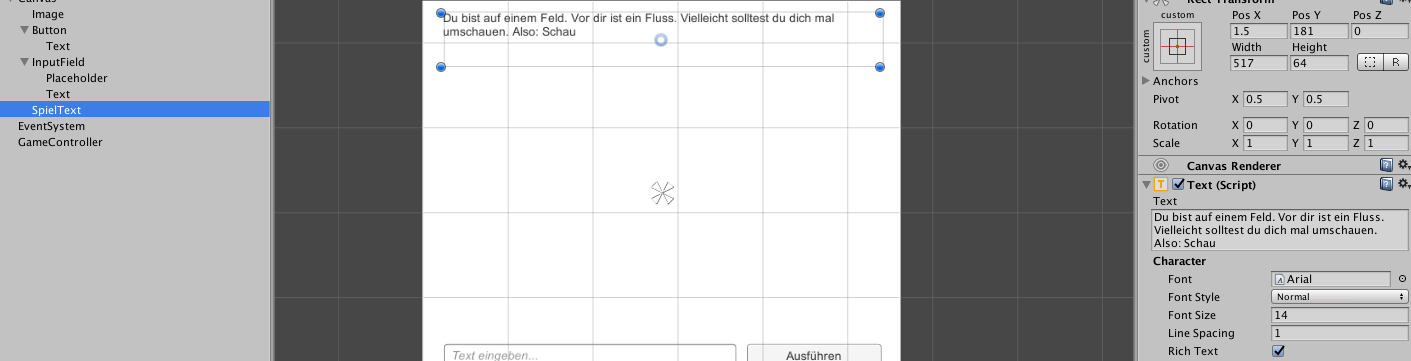 Canvas
Image
Button
Text
InputField
Placeholder
Text
SpielText
EventSystem
GameController
Du bist auf einem Feld. Vor dir ist ein Fluss. Vielleicht solltest du dich mal
umschauen. Also: Schau
Text eingeben...
Ausführen
Rect Transform
custom
custom
Pos X Pos Y Pos Z
1.5 181 0
Width Height
517 64
R
Anchors
Pivot X 0.5 Y 0.5
Rotation X 0 Y 0 Z 0
Scale X 1 Y 1 Z 1
Canvas Renderer
T Text (Script)
Text
Du bist auf einem Feld. Vor dir ist ein Fluss.
Vielleicht solltest du dich mal umschauen.
Also: Schau
Character
Font Arial
Font Style Normal
Font Size 14
Line Spacing 1
Rich Text